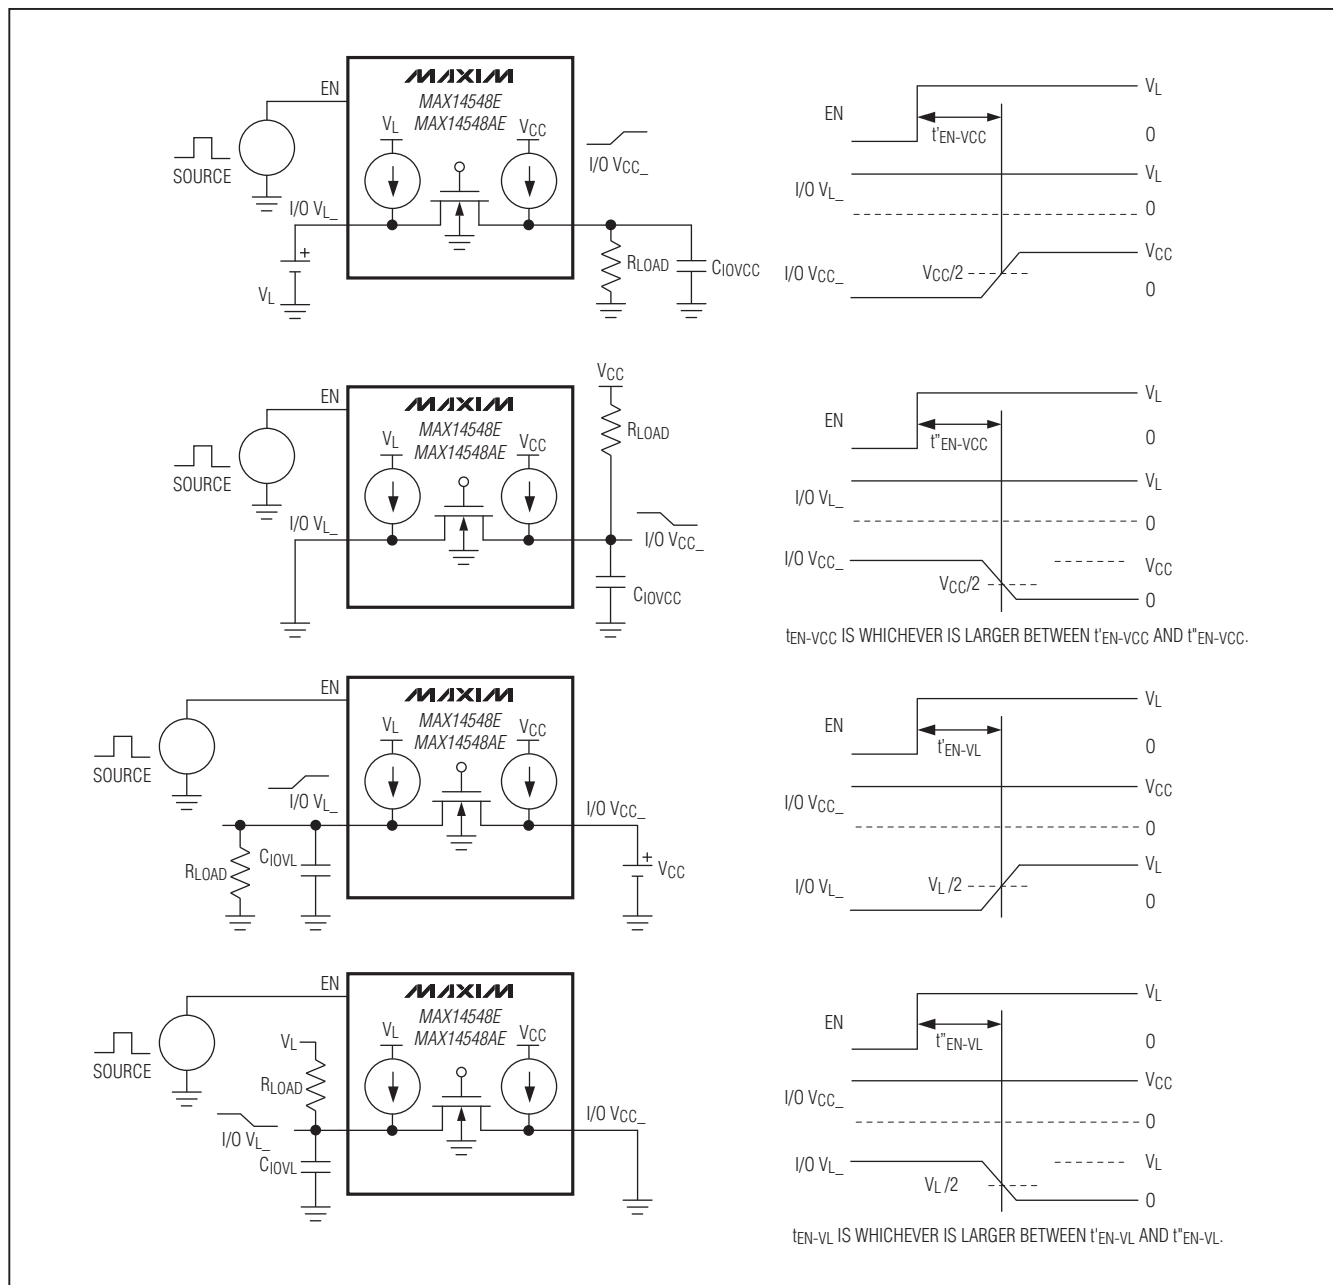 EN
MAXIM
MAX14548E
MAX14548AE
VL
VCC
SOURCE
I/O VL_
I/O VCC_
VL
RLOAD
CIOVCC
EN
VL
t'EN-VCC
0
I/O VL_
VL
0
I/O VCC_
VCC/2
VCC
0
EN
MAXIM
MAX14548E
MAX14548AE
VL
VCC
SOURCE
I/O VL_
VCC
RLOAD
I/O VCC_
CIOVCC
EN
VL
t"EN-VCC
0
I/O VL_
VL
0
I/O VCC_
VCC
VCC/2
0
tEN-VCC IS WHICHEVER IS LARGER BETWEEN t'EN-VCC AND t"EN-VCC.
EN
MAXIM
MAX14548E
MAX14548AE
VL
VCC
SOURCE
I/O VL_
I/O VCC_
RLOAD
CIOVL
VCC
EN
VL
t'EN-VL
0
I/O VCC_
VCC
0
I/O VL_
VL/2
VL
0
EN
MAXIM
MAX14548E
MAX14548AE
VL
VCC
SOURCE
VL
RLOAD
I/O VL_
CIOVL
I/O VCC_
EN
VL
t"EN-VL
0
I/O VCC_
VCC
0
I/O VL_
VL
VL/2
0
tEN-VL IS WHICHEVER IS LARGER BETWEEN t'EN-VL AND t"EN-VL.